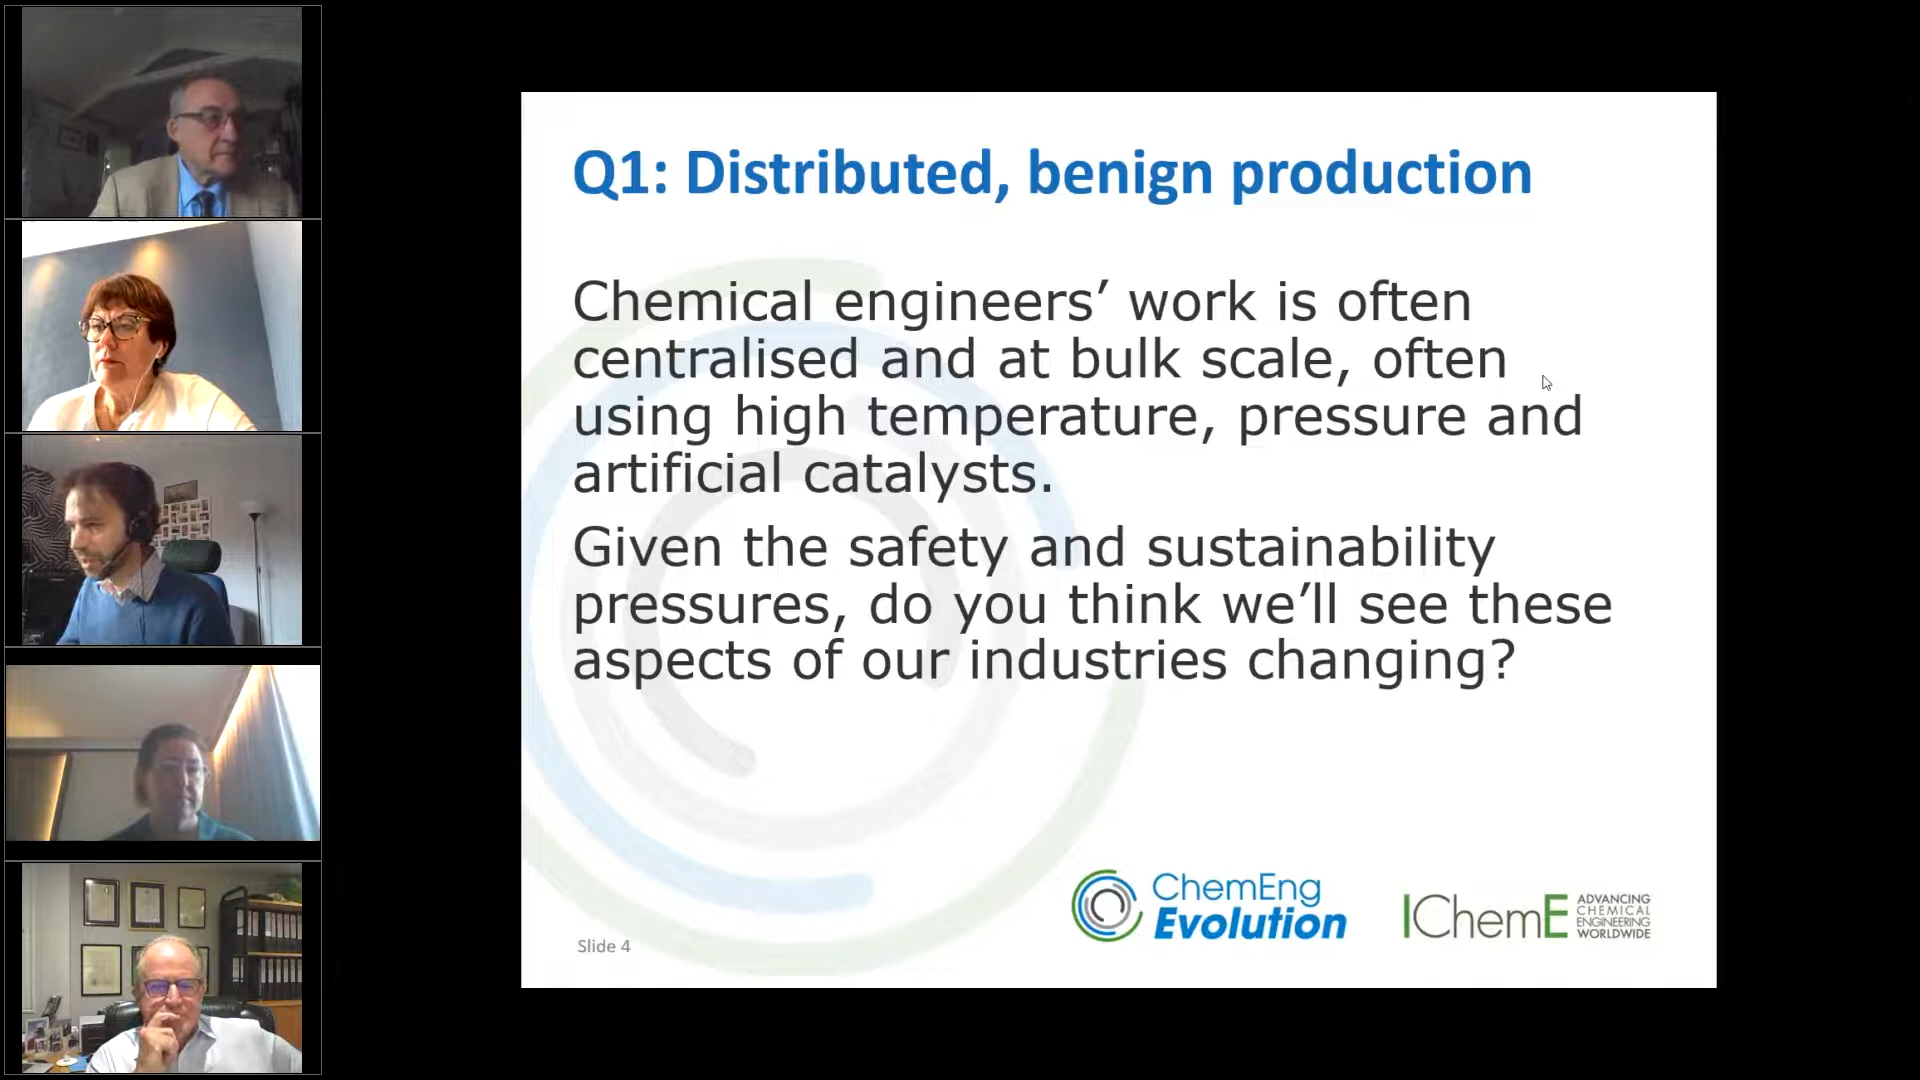 Q1: Distributed, benign production
Chemical engineers’ work is often
centralised and at bulk scale, often
using high temperature, pressure and
artificial catalysts.
Given the safety and sustainability
pressures, do you think we’ll see these
aspects of our industries changing?
Slide 4
ChemEng
Evolution
IChemE
ADVANCING
CHEMICAL
ENGINEERING
WORLDWIDE